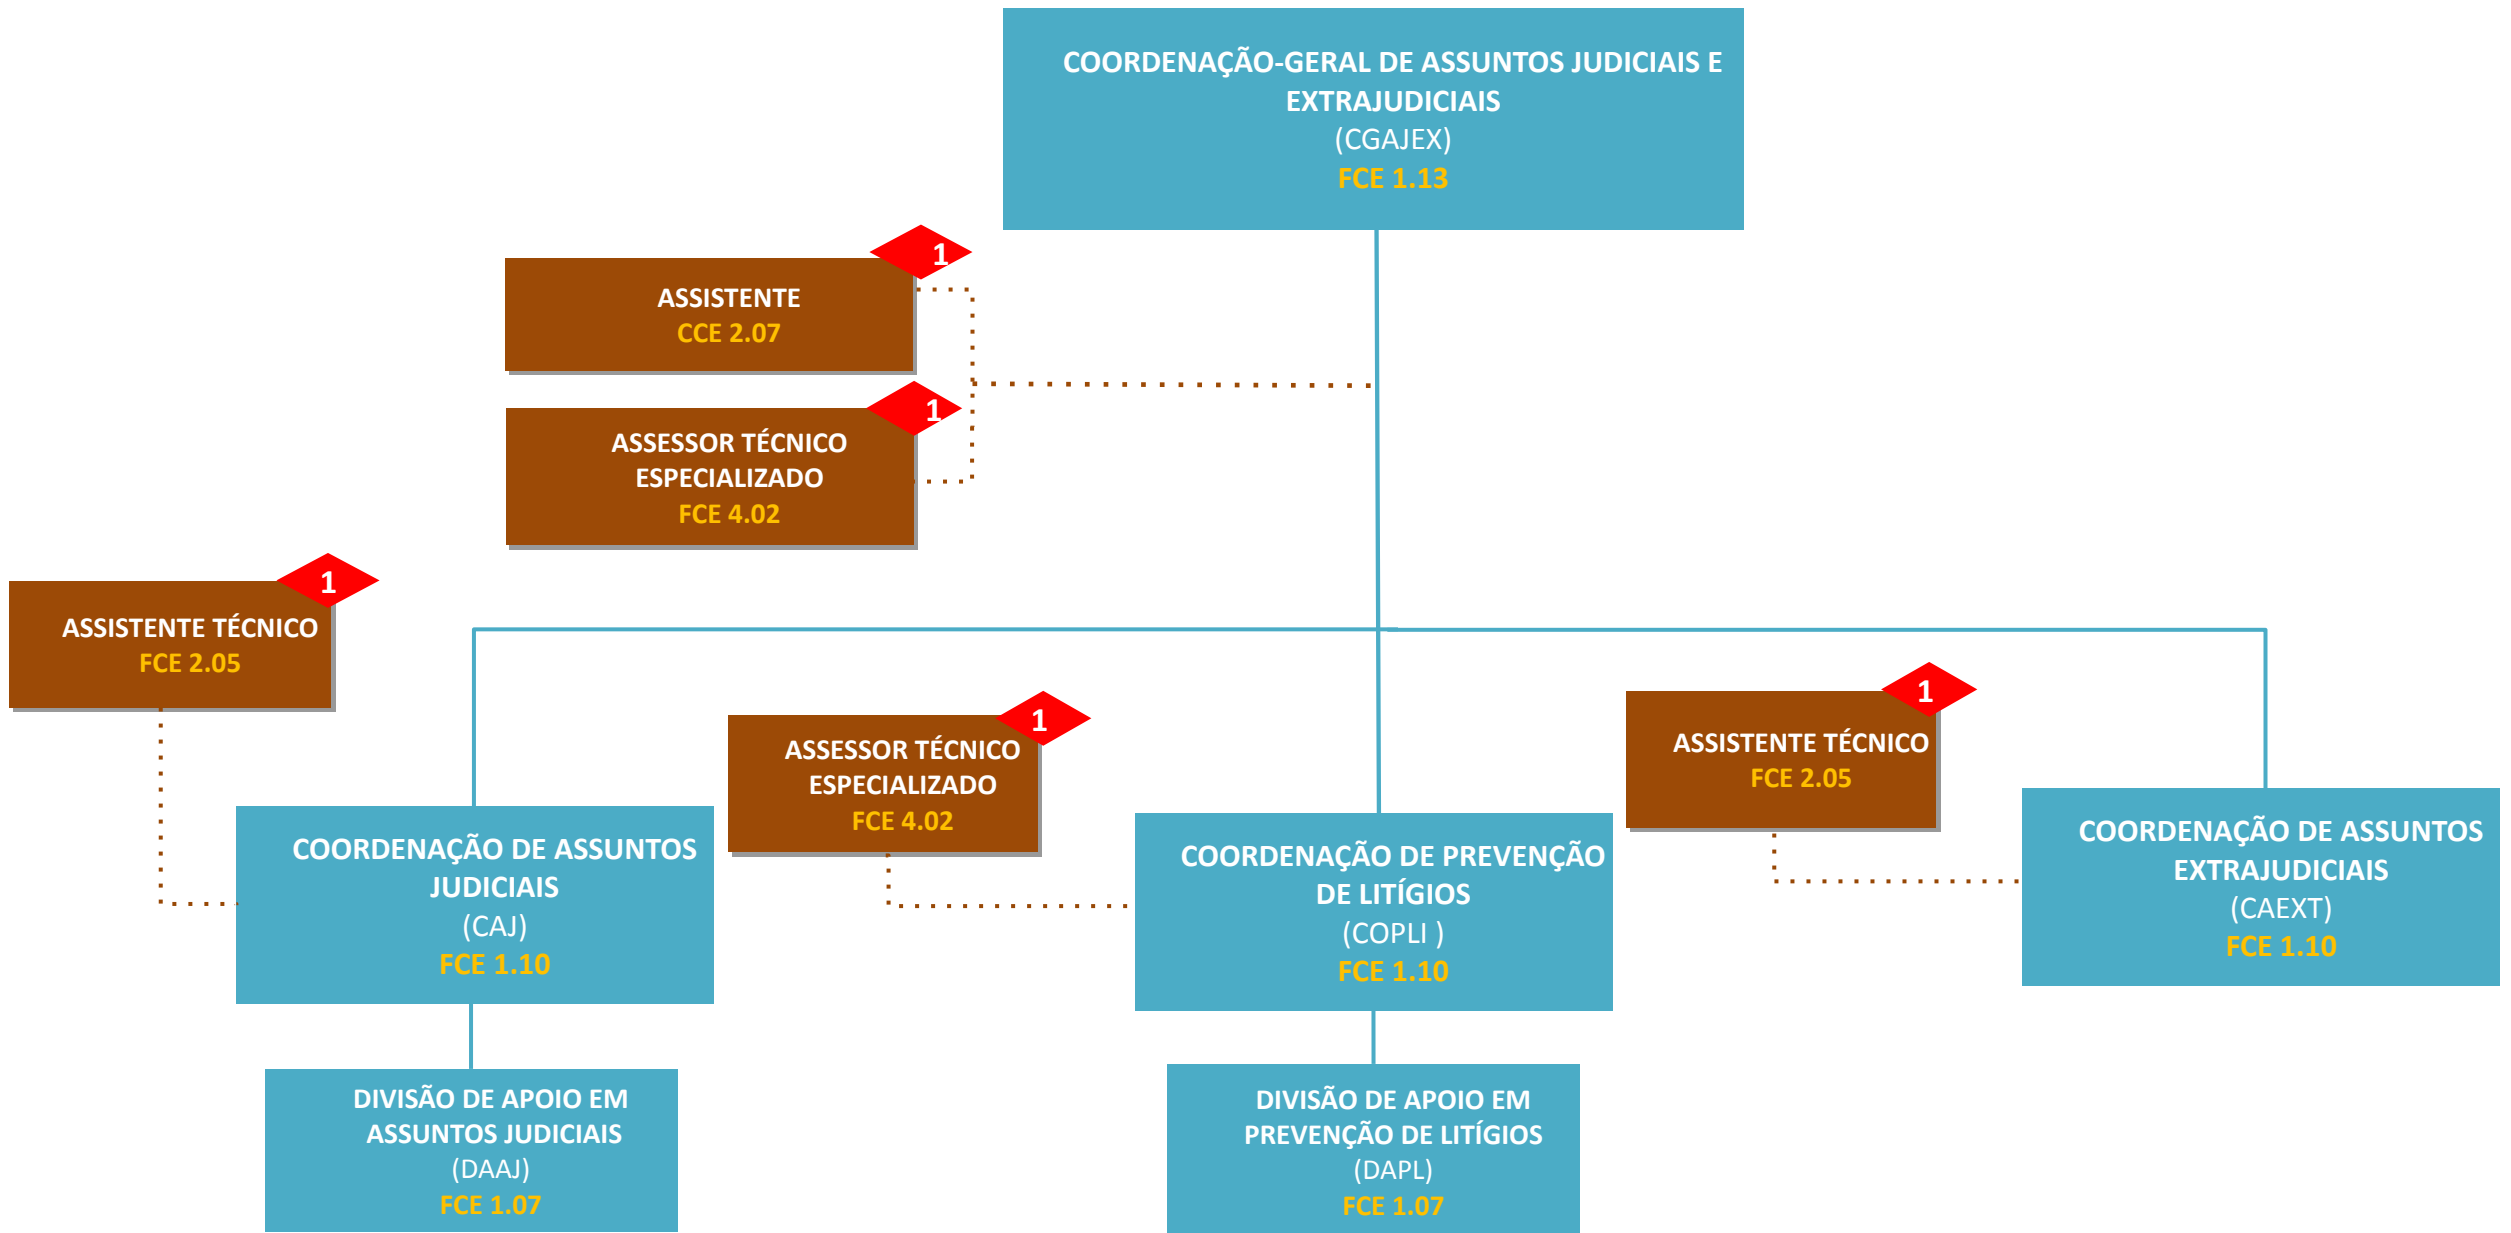 COORDENAÇÃO-GERAL DE ASSUNTOS JUDICIAIS E
EXTRAJUDICIAIS
(CGAJEX)
FCE 1.13
1
ASSISTENTE
CCE 2.07
1
ASSESSOR TÉCNICO
ESPECIALIZADO
FCE 4.02
1
ASSISTENTE TÉCNICO
FCE 2.05
1
ASSESSOR TÉCNICO
ESPECIALIZADO
FCE 4.02
1
ASSISTENTE TÉCNICO
FCE 2.05
COORDENAÇÃO DE ASSUNTOS
JUDICIAIS
(CAJ)
FCE 1.10
COORDENAÇÃO DE PREVENÇÃO
DE LITÍGIOS
(COPLI )
FCE 1.10
COORDENAÇÃO DE ASSUNTOS
EXTRAJUDICIAIS
(CAEXT)
FCE 1.10
DIVISÃO DE APOIO EM
ASSUNTOS JUDICIAIS
(DAAJ)
FCE 1.07
DIVISÃO DE APOIO EM
PREVENÇÃO DE LITÍGIOS
(DAPL)
FCE 1.07